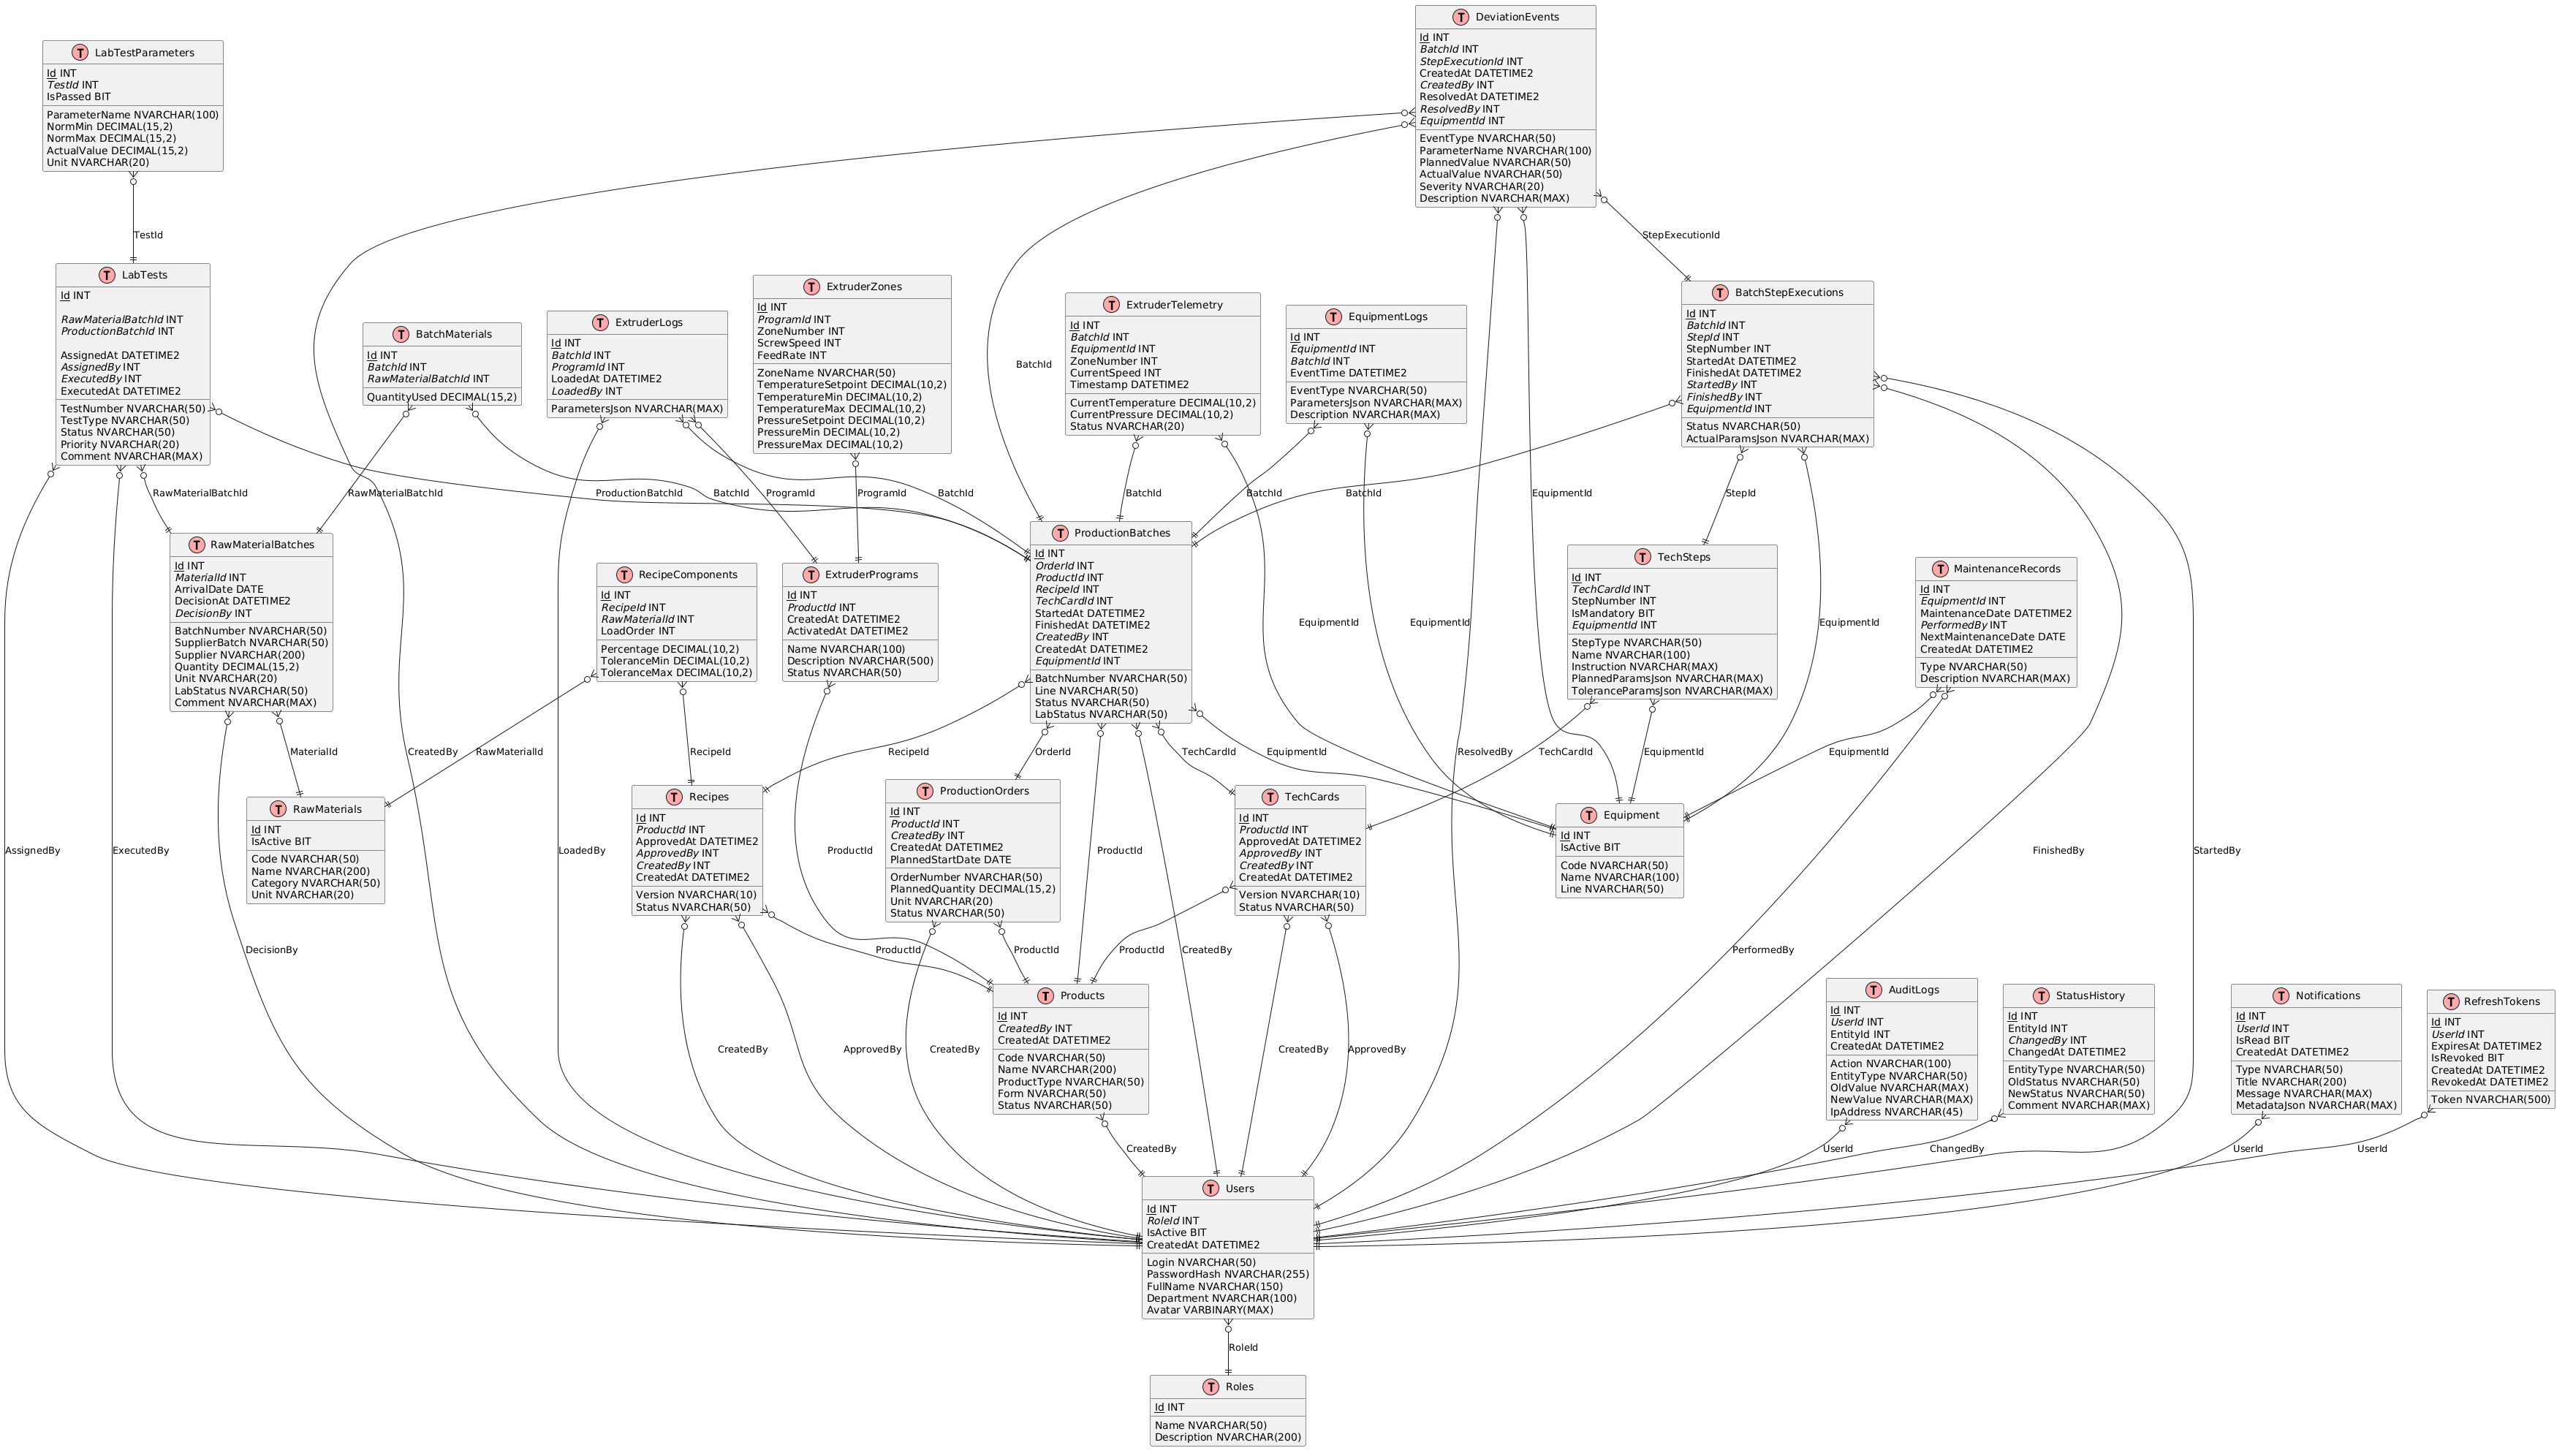 DeviationEvents
Id INT
BatchId INT
StepExecutionId INT
CreatedAt DATETIME2
CreatedBy INT
ResolvedAt DATETIME2
ResolvedBy INT
EquipmentId INT
EventType NVARCHAR(50)
ParameterName NVARCHAR(100)
PlannedValue NVARCHAR(50)
ActualValue NVARCHAR(50)
Severity NVARCHAR(20)
Description NVARCHAR(MAX)
LabTestParameters
Id INT
TestId INT
IsPassed BIT
ParameterName NVARCHAR(100)
NormMin DECIMAL(15,2)
NormMax DECIMAL(15,2)
ActualValue DECIMAL(15,2)
Unit NVARCHAR(20)
TestId
StepExecutionId
LabTests
Id INT
RawMaterialBatchId INT
ProductionBatchId INT
AssignedAt DATETIME2
AssignedBy INT
ExecutedBy INT
ExecutedAt DATETIME2
TestNumber NVARCHAR(50)
TestType NVARCHAR(50)
Status NVARCHAR(50)
Priority NVARCHAR(20)
Comment NVARCHAR(MAX)
BatchMaterials
Id INT
BatchId INT
RawMaterialBatchId INT
QuantityUsed DECIMAL(15,2)
ExtruderLogs
Id INT
BatchId INT
ProgramId INT
LoadedAt DATETIME2
LoadedBy INT
ParametersJson NVARCHAR(MAX)
ExtruderZones
Id INT
ProgramId INT
ZoneNumber INT
ScrewSpeed INT
FeedRate INT
ZoneName NVARCHAR(50)
TemperatureSetpoint DECIMAL(10,2)
TemperatureMin DECIMAL(10,2)
TemperatureMax DECIMAL(10,2)
PressureSetpoint DECIMAL(10,2)
PressureMin DECIMAL(10,2)
PressureMax DECIMAL(10,2)
BatchId
ExtruderTelemetry
Id INT
BatchId INT
EquipmentId INT
ZoneNumber INT
CurrentSpeed INT
Timestamp DATETIME2
CurrentTemperature DECIMAL(10,2)
CurrentPressure DECIMAL(10,2)
Status NVARCHAR(20)
EquipmentLogs
Id INT
EquipmentId INT
BatchId INT
EventTime DATETIME2
EventType NVARCHAR(50)
ParametersJson NVARCHAR(MAX)
Description NVARCHAR(MAX)
BatchStepExecutions
Id INT
BatchId INT
StepId INT
StepNumber INT
StartedAt DATETIME2
FinishedAt DATETIME2
StartedBy INT
FinishedBy INT
EquipmentId INT
Status NVARCHAR(50)
ActualParamsJson NVARCHAR(MAX)
RawMaterialBatchId
RawMaterialBatchId
ProductionBatchId
BatchId
ProgramId
ProgramId
BatchId
BatchId
BatchId
BatchId
EquipmentId
StepId
RawMaterialBatches
Id INT
MaterialId INT
ArrivalDate DATE
DecisionAt DATETIME2
DecisionBy INT
BatchNumber NVARCHAR(50)
SupplierBatch NVARCHAR(50)
Supplier NVARCHAR(200)
Quantity DECIMAL(15,2)
Unit NVARCHAR(20)
LabStatus NVARCHAR(50)
Comment NVARCHAR(MAX)
RecipeComponents
Id INT
RecipeId INT
RawMaterialId INT
LoadOrder INT
Percentage DECIMAL(10,2)
ToleranceMin DECIMAL(10,2)
ToleranceMax DECIMAL(10,2)
ExtruderPrograms
Id INT
ProductId INT
CreatedAt DATETIME2
ActivatedAt DATETIME2
Name NVARCHAR(100)
Description NVARCHAR(500)
Status NVARCHAR(50)
ProductionBatches
Id INT
OrderId INT
ProductId INT
RecipeId INT
TechCardId INT
StartedAt DATETIME2
FinishedAt DATETIME2
CreatedBy INT
CreatedAt DATETIME2
EquipmentId INT
BatchNumber NVARCHAR(50)
Line NVARCHAR(50)
Status NVARCHAR(50)
LabStatus NVARCHAR(50)
EquipmentId
EquipmentId
TechSteps
Id INT
TechCardId INT
StepNumber INT
IsMandatory BIT
EquipmentId INT
StepType NVARCHAR(50)
Name NVARCHAR(100)
Instruction NVARCHAR(MAX)
PlannedParamsJson NVARCHAR(MAX)
ToleranceParamsJson NVARCHAR(MAX)
EquipmentId
MaintenanceRecords
Id INT
EquipmentId INT
MaintenanceDate DATETIME2
PerformedBy INT
NextMaintenanceDate DATE
CreatedAt DATETIME2
Type NVARCHAR(50)
Description NVARCHAR(MAX)
MaterialId
CreatedBy
RawMaterialId
RecipeId
RecipeId
OrderId
TechCardId
EquipmentId
ResolvedBy
TechCardId
EquipmentId
EquipmentId
RawMaterials
Id INT
IsActive BIT
Code NVARCHAR(50)
Name NVARCHAR(200)
Category NVARCHAR(50)
Unit NVARCHAR(20)
Recipes
Id INT
ProductId INT
ApprovedAt DATETIME2
ApprovedBy INT
CreatedBy INT
CreatedAt DATETIME2
Version NVARCHAR(10)
Status NVARCHAR(50)
ProductionOrders
Id INT
ProductId INT
CreatedBy INT
CreatedAt DATETIME2
PlannedStartDate DATE
OrderNumber NVARCHAR(50)
PlannedQuantity DECIMAL(15,2)
Unit NVARCHAR(20)
Status NVARCHAR(50)
TechCards
Id INT
ProductId INT
ApprovedAt DATETIME2
ApprovedBy INT
CreatedBy INT
CreatedAt DATETIME2
Version NVARCHAR(10)
Status NVARCHAR(50)
Equipment
Id INT
IsActive BIT
Code NVARCHAR(50)
Name NVARCHAR(100)
Line NVARCHAR(50)
AssignedBy
ExecutedBy
LoadedBy
ProductId
ProductId
FinishedBy
StartedBy
DecisionBy
ProductId
ProductId
ProductId
PerformedBy
Products
Id INT
CreatedBy INT
CreatedAt DATETIME2
Code NVARCHAR(50)
Name NVARCHAR(200)
ProductType NVARCHAR(50)
Form NVARCHAR(50)
Status NVARCHAR(50)
CreatedBy
AuditLogs
Id INT
UserId INT
EntityId INT
CreatedAt DATETIME2
Action NVARCHAR(100)
EntityType NVARCHAR(50)
OldValue NVARCHAR(MAX)
NewValue NVARCHAR(MAX)
IpAddress NVARCHAR(45)
StatusHistory
Id INT
EntityId INT
ChangedBy INT
ChangedAt DATETIME2
EntityType NVARCHAR(50)
OldStatus NVARCHAR(50)
NewStatus NVARCHAR(50)
Comment NVARCHAR(MAX)
Notifications
Id INT
UserId INT
IsRead BIT
CreatedAt DATETIME2
Type NVARCHAR(50)
Title NVARCHAR(200)
Message NVARCHAR(MAX)
MetadataJson NVARCHAR(MAX)
RefreshTokens
Id INT
UserId INT
ExpiresAt DATETIME2
IsRevoked BIT
CreatedAt DATETIME2
RevokedAt DATETIME2
Token NVARCHAR(500)
CreatedBy
ApprovedBy
CreatedBy
CreatedBy
ApprovedBy
CreatedBy
UserId
ChangedBy
UserId
UserId
Users
Id INT
RoleId INT
IsActive BIT
CreatedAt DATETIME2
Login NVARCHAR(50)
PasswordHash NVARCHAR(255)
FullName NVARCHAR(150)
Department NVARCHAR(100)
Avatar VARBINARY(MAX)
RoleId
Roles
Id INT
Name NVARCHAR(50)
Description NVARCHAR(200)